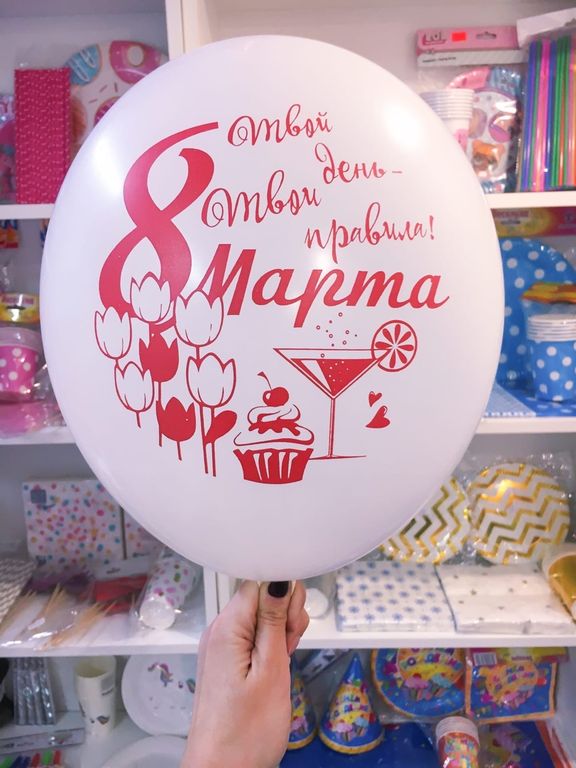 8
Твой
день -
Твои
правила!
Марта